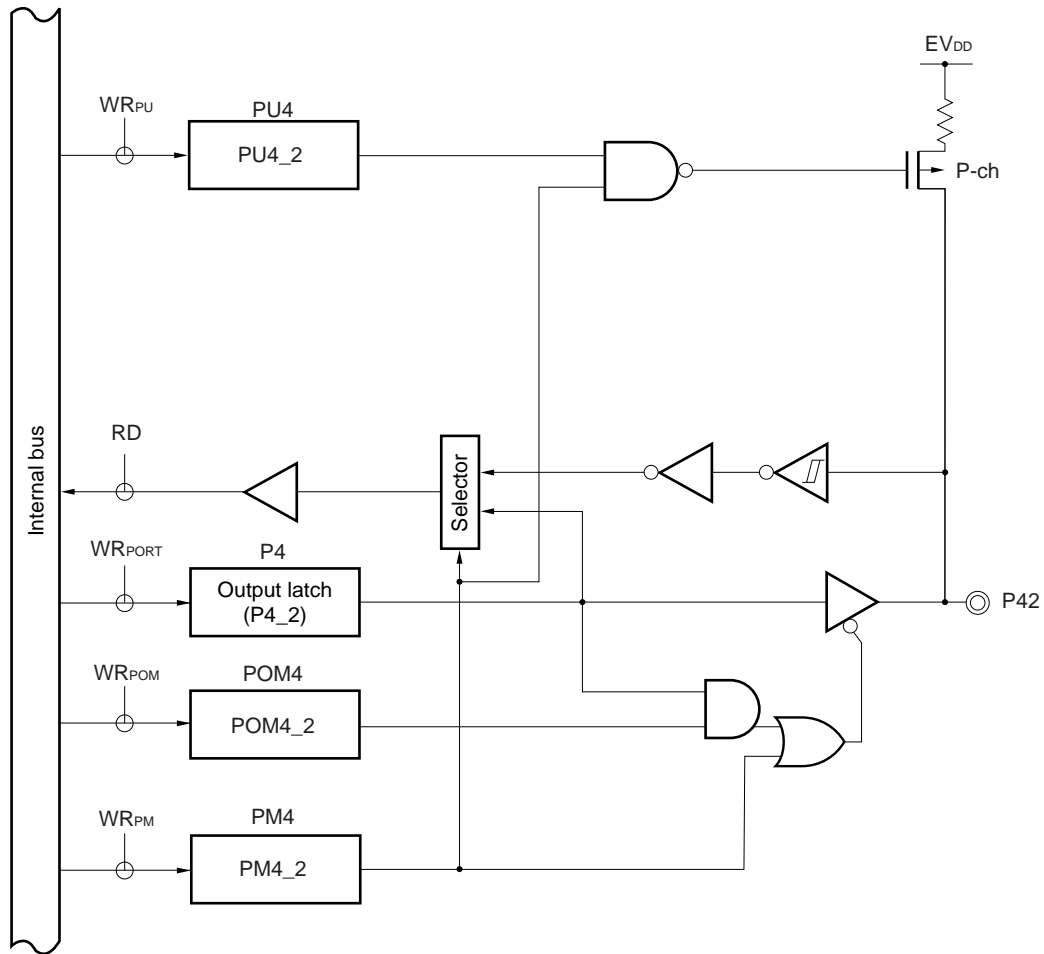 EVDD
WRPU
PU4
PU4_2
P-ch
Internal bus
RD
Selector
WRPORT
P4
Output latch
(P4_2)
P42
WRPOM
POM4
POM4_2
WRPM
PM4
PM4_2